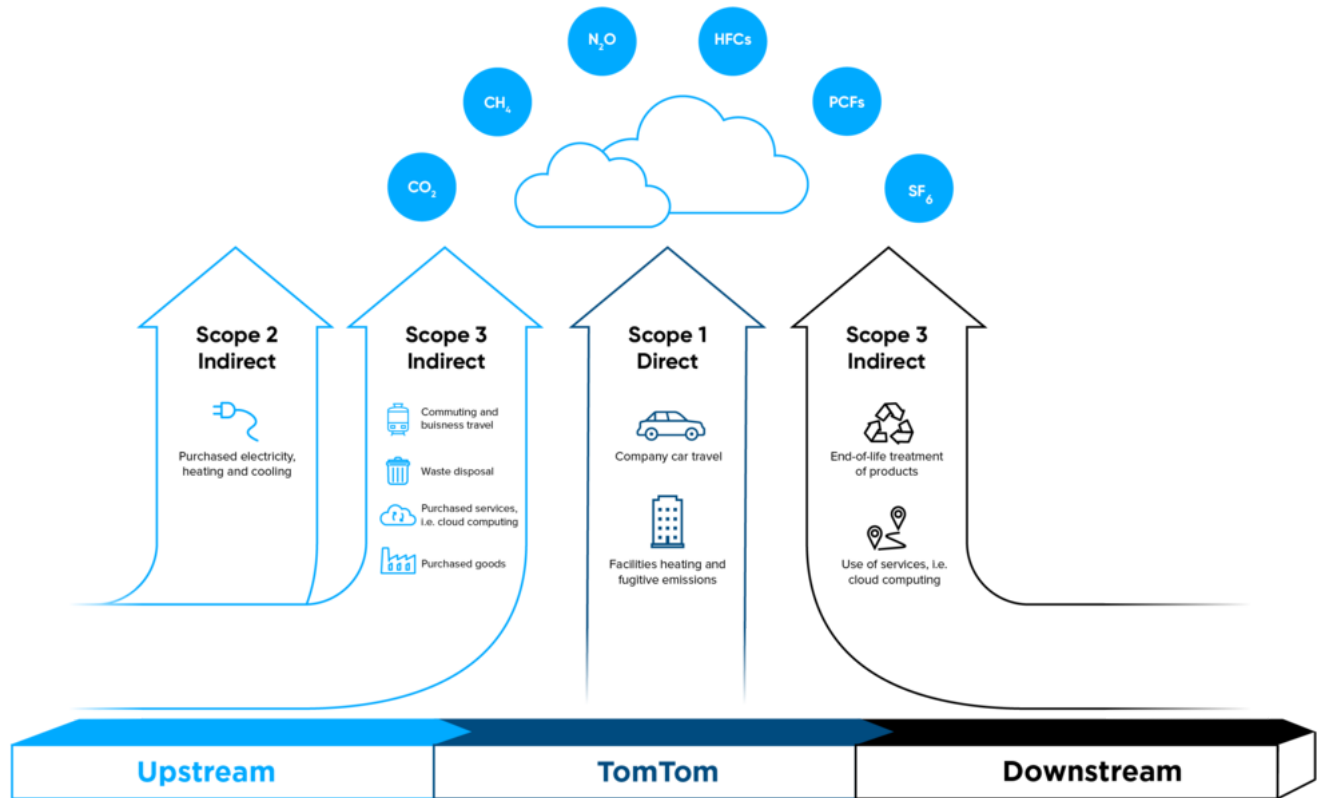 N₂O
HFCs
CH₄
PCFs
CO₂
SF₆
Scope 2
Indirect
Purchased electricity,
heating and cooling
Scope 3
Indirect
Commuting and
buisness travel
Waste disposal
Purchased services,
i.e. cloud computing
Purchased goods
Scope 1
Direct
Company car travel
Facilities heating and
fugitive emissions
Scope 3
Indirect
End-of-life treatment
of products
Use of services, i.e.
cloud computing
Upstream
TomTom
Downstream